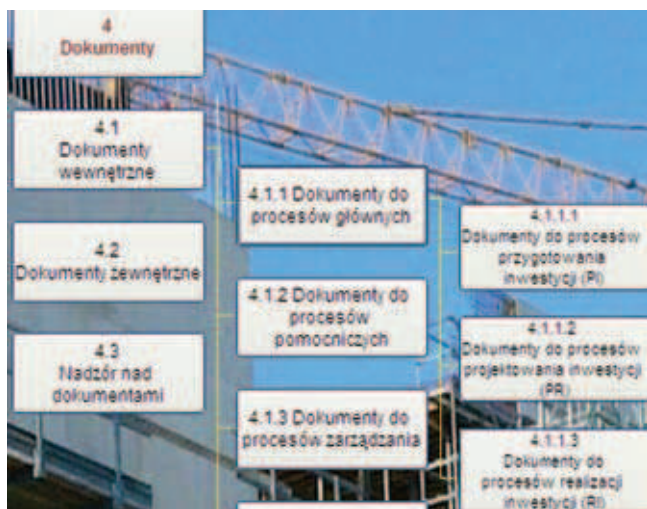 4
Dokumenty
4.1
Dokumenty
wewnętrzne
4.2
Dokumenty zewnętrzne
4.3
Nadzór nad
dokumentami
4.1.1 Dokumenty do
procesów głównych
4.1.2 Dokumenty do
procesów
pomocniczych
4.1.3 Dokumenty do
procesów zarządzania
4.1.1.1
Dokumenty do procesów
przygotowania
inwestycji (PI)
4.1.1.2
Dokumenty do procesów
projektowania inwestycji
(PR)
4.1.1.3
Dokumenty do
procesów realizacji
inwestycji (RI)